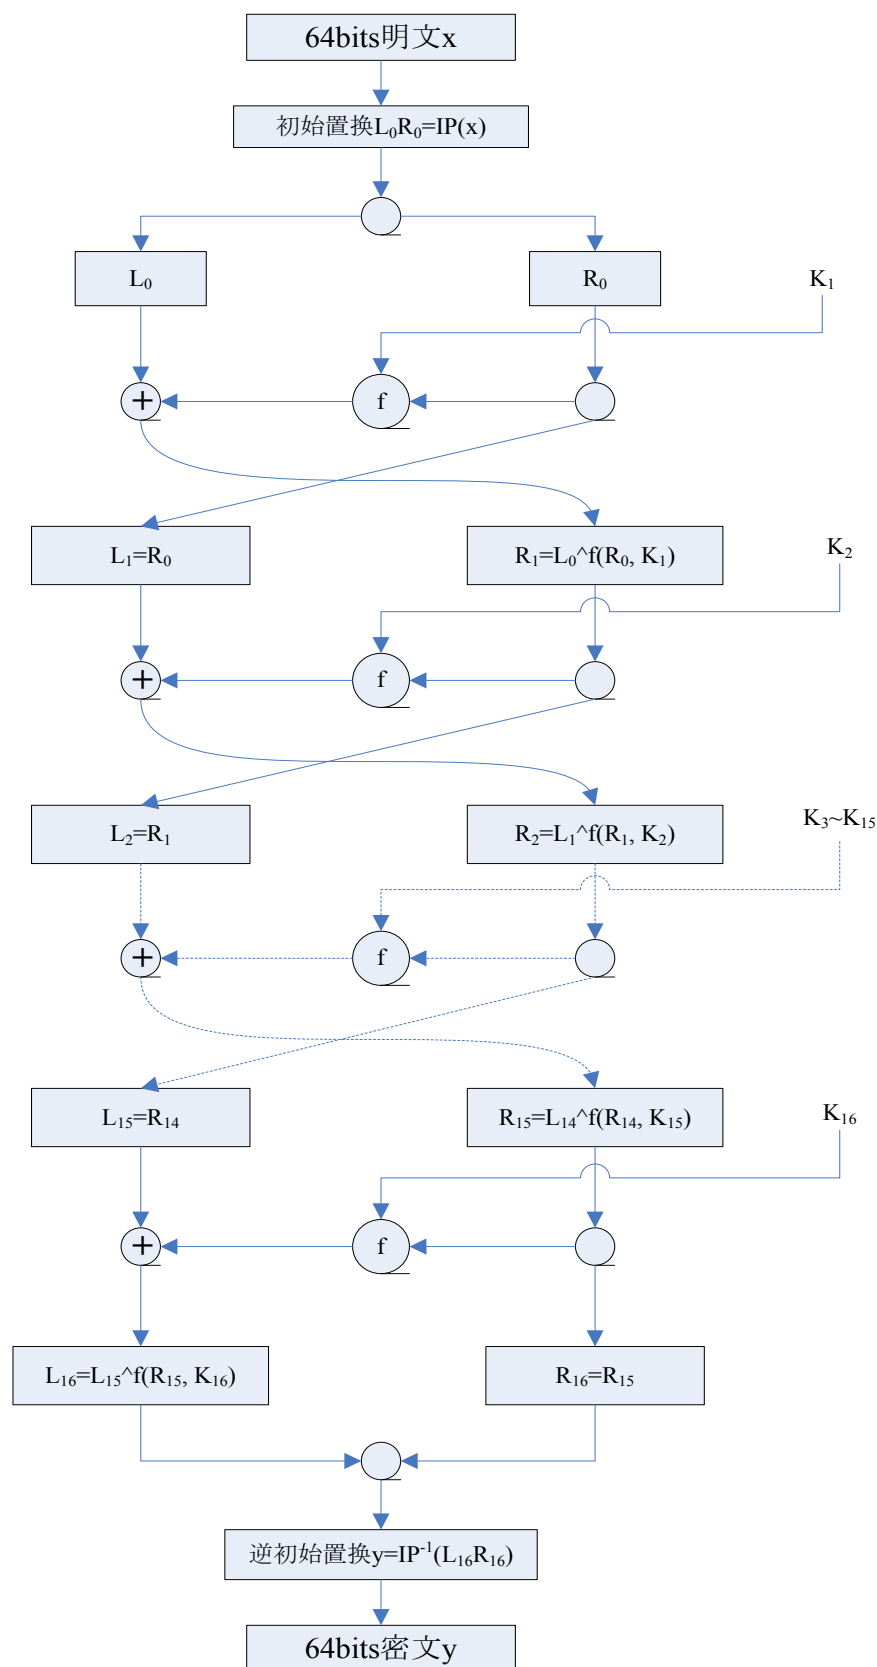 64bits明文x
初始置换L₀R₀=IP(x)
L₀
R₀
K₁
+
f
L₁=R₀
R₁=L₀^f(R₀, K₁)
K₂
+
f
L₂=R₁
R₂=L₁^f(R₁, K₂)
K₃~K₁₅
+
f
L₁₅=R₁₄
R₁₅=L₁₄^f(R₁₄, K₁₅)
K₁₆
+
f
L₁₆=L₁₅^f(R₁₅, K₁₆)
R₁₆=R₁₅
逆初始置换y=IP⁻¹(L₁₆R₁₆)
64bits密文y